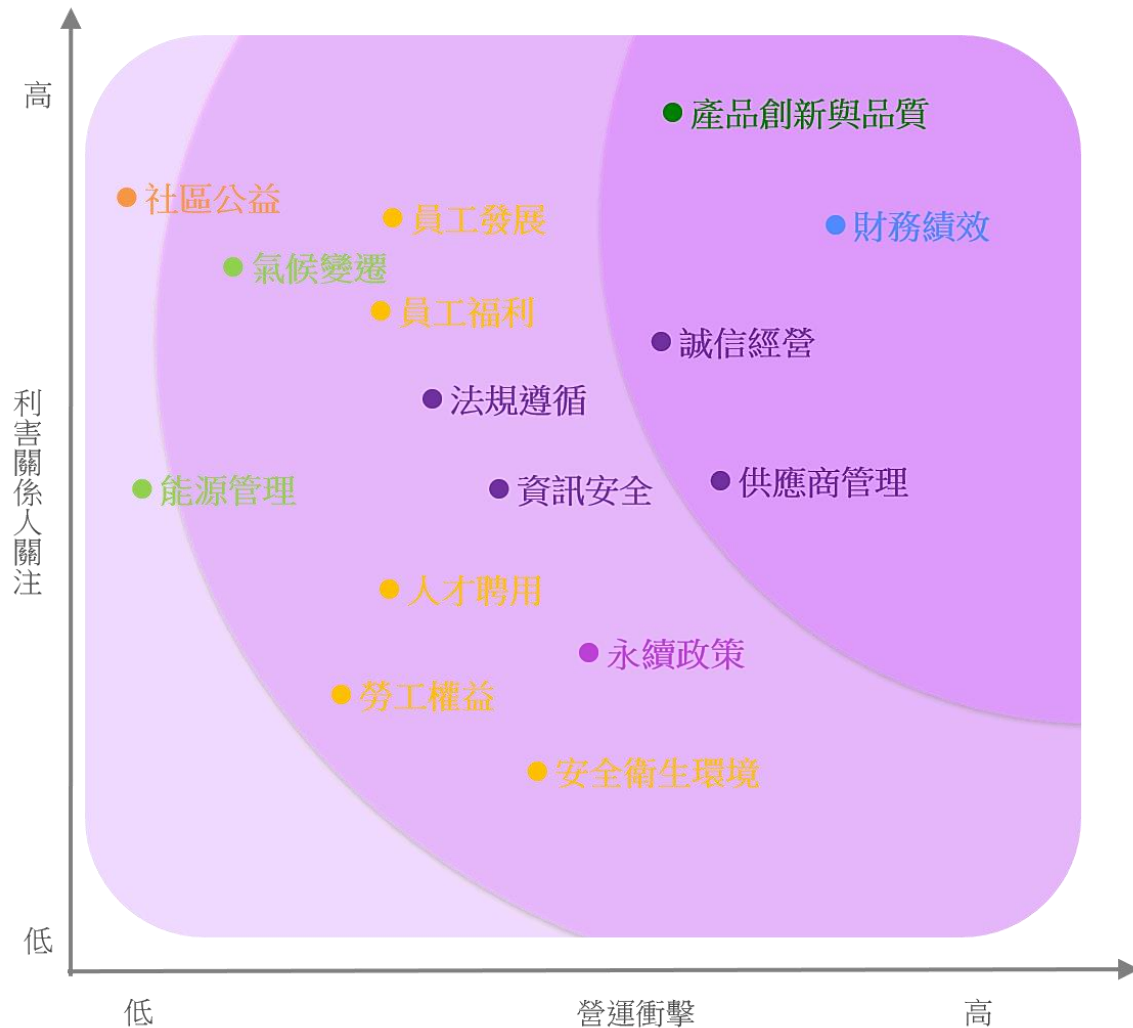 高
產品創新與品質
社區公益
員工發展
財務績效
氣候變遷
員工福利
誠信經營
法規遵循
利害關係人關注
能源管理
資訊安全
供應商管理
人才聘用
永續政策
勞工權益
安全衛生環境
低
低
營運衝擊
高